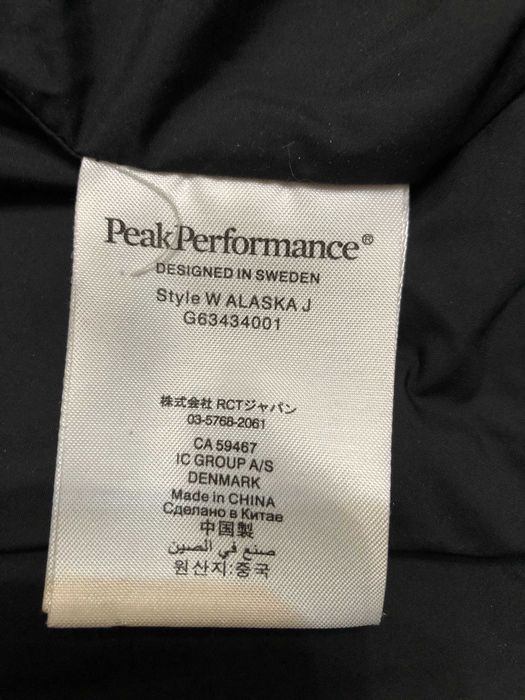 PeakPerformance®
DESIGNED IN SWEDEN
Style W ALASKA J
G63434001
株式会社 RCTジャパン
03-5768-2061
CA 59467
IC GROUP A/S
DENMARK
Made in CHINA
Сделано в Китае
中国製
صنع في الصين
원산지:중국